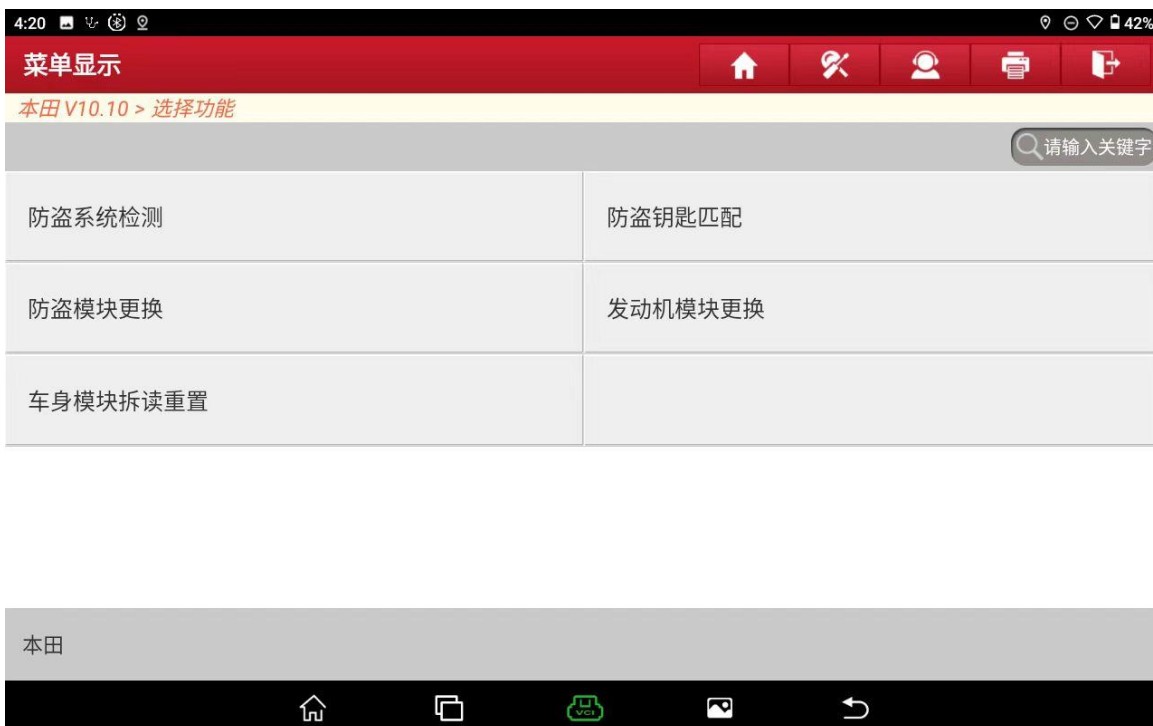 4:20 42%
菜单显示
本田 V10.10 > 选择功能
请输入关键字
防盗系统检测 防盗钥匙匹配
防盗模块更换 发动机模块更换
车身模块拆读重置
本田
VCI